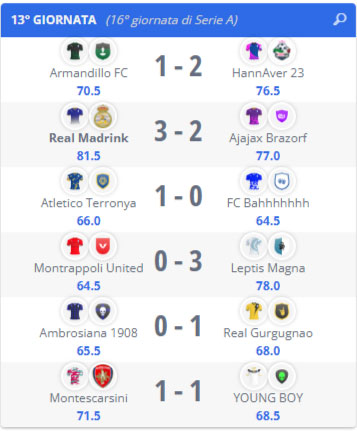 13° GIORNATA (16° giornata di Serie A)
Armandillo FC 1 - 2 HannAver 23
70.5 76.5
Real Madrink 3 - 2 Ajajax Brazorf
81.5 77.0
Atletico Terronya 1 - 0 FC Bahhhhhhh
66.0 64.5
Montrappoli United 0 - 3 Leptis Magna
64.5 78.0
Ambrosiana 1908 0 - 1 Real Gurgugnao
65.5 68.0
Montescarsini 1 - 1 YOUNG BOY
71.5 68.5